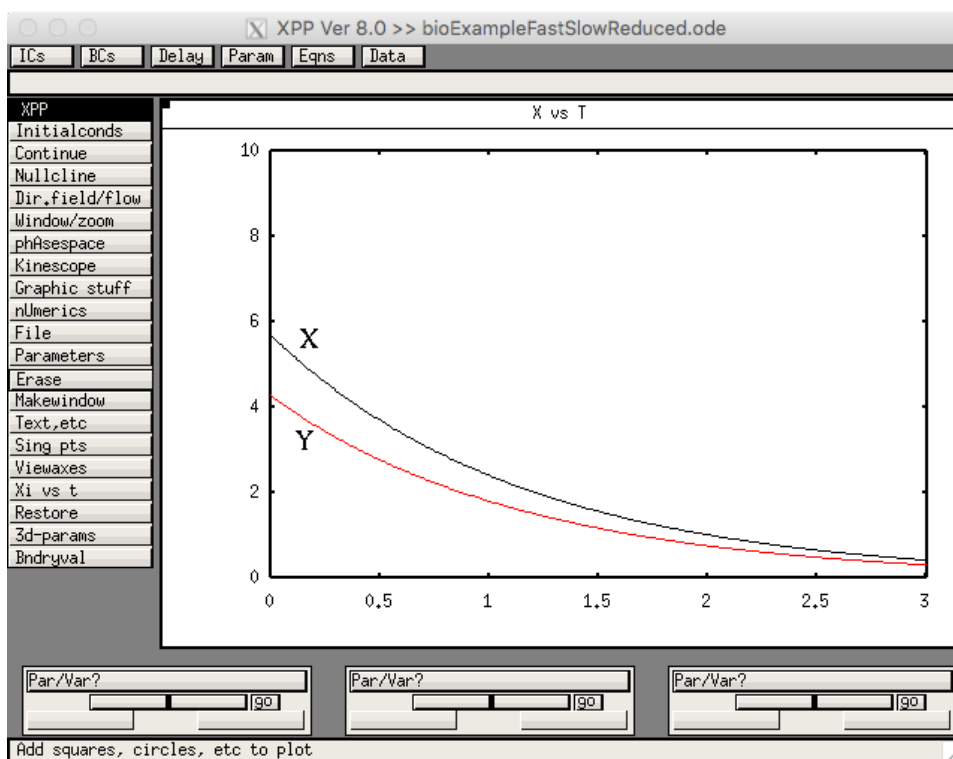 XPP Ver 8.0 >> bioExampleFastSlowReduced.ode
ICs BCs Delay Param Eqns Data
XPP
Initialconds
Continue
Nullcline
Dir.field/flow
Window/zoom
phAsespace
Kinescope
Graphic stuff
nUmerics
File
Parameters
Erase
Makewindow
Text,etc
Sing pts
Viewaxes
Xi vs t
Restore
3d-params
Bndryval
X vs T
10
8
6
4
2
0
X
Y
0 0.5 1 1.5 2 2.5 3
Par/Var? Par/Var? Par/Var?
90 90 90
Add squares, circles, etc to plot